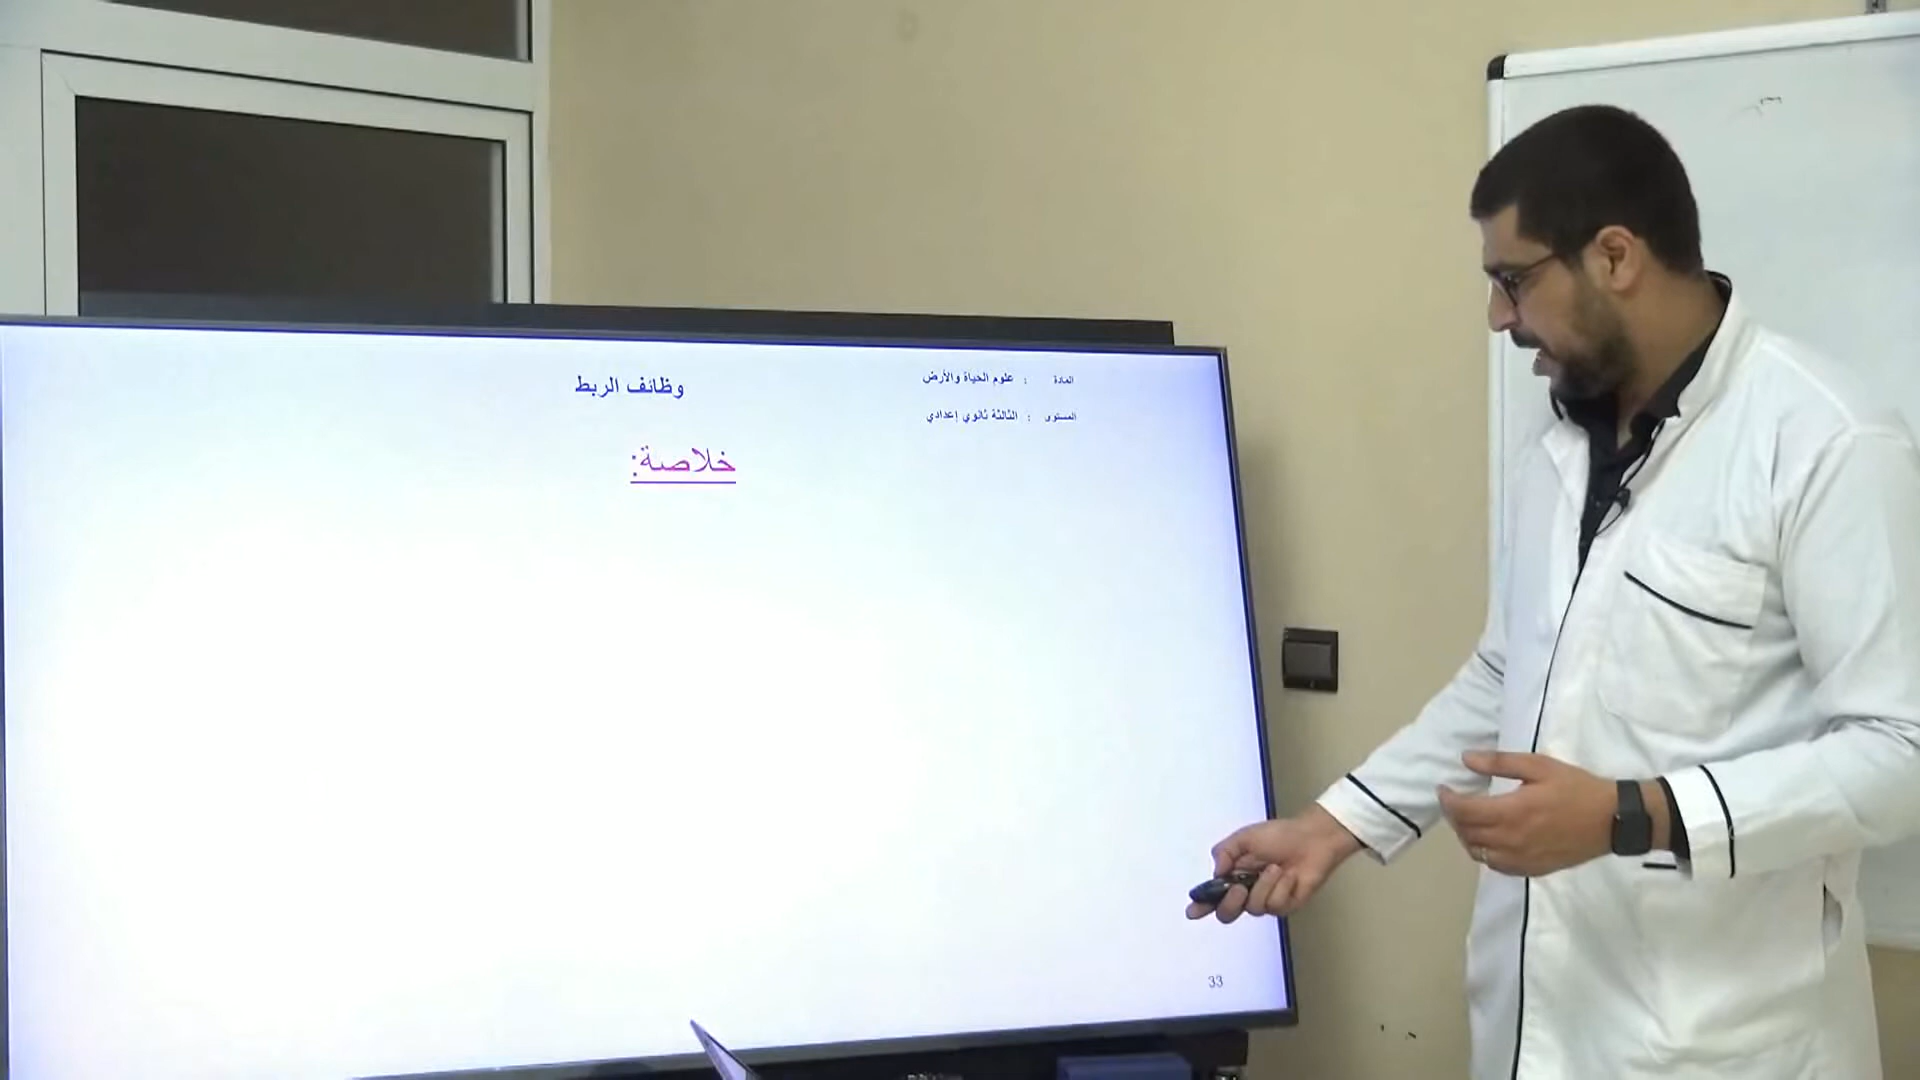 المادة : علوم الحياة والأرض
وظائف الربط
المستوى : الثالثة ثانوي إعدادي
خلاصة:
33